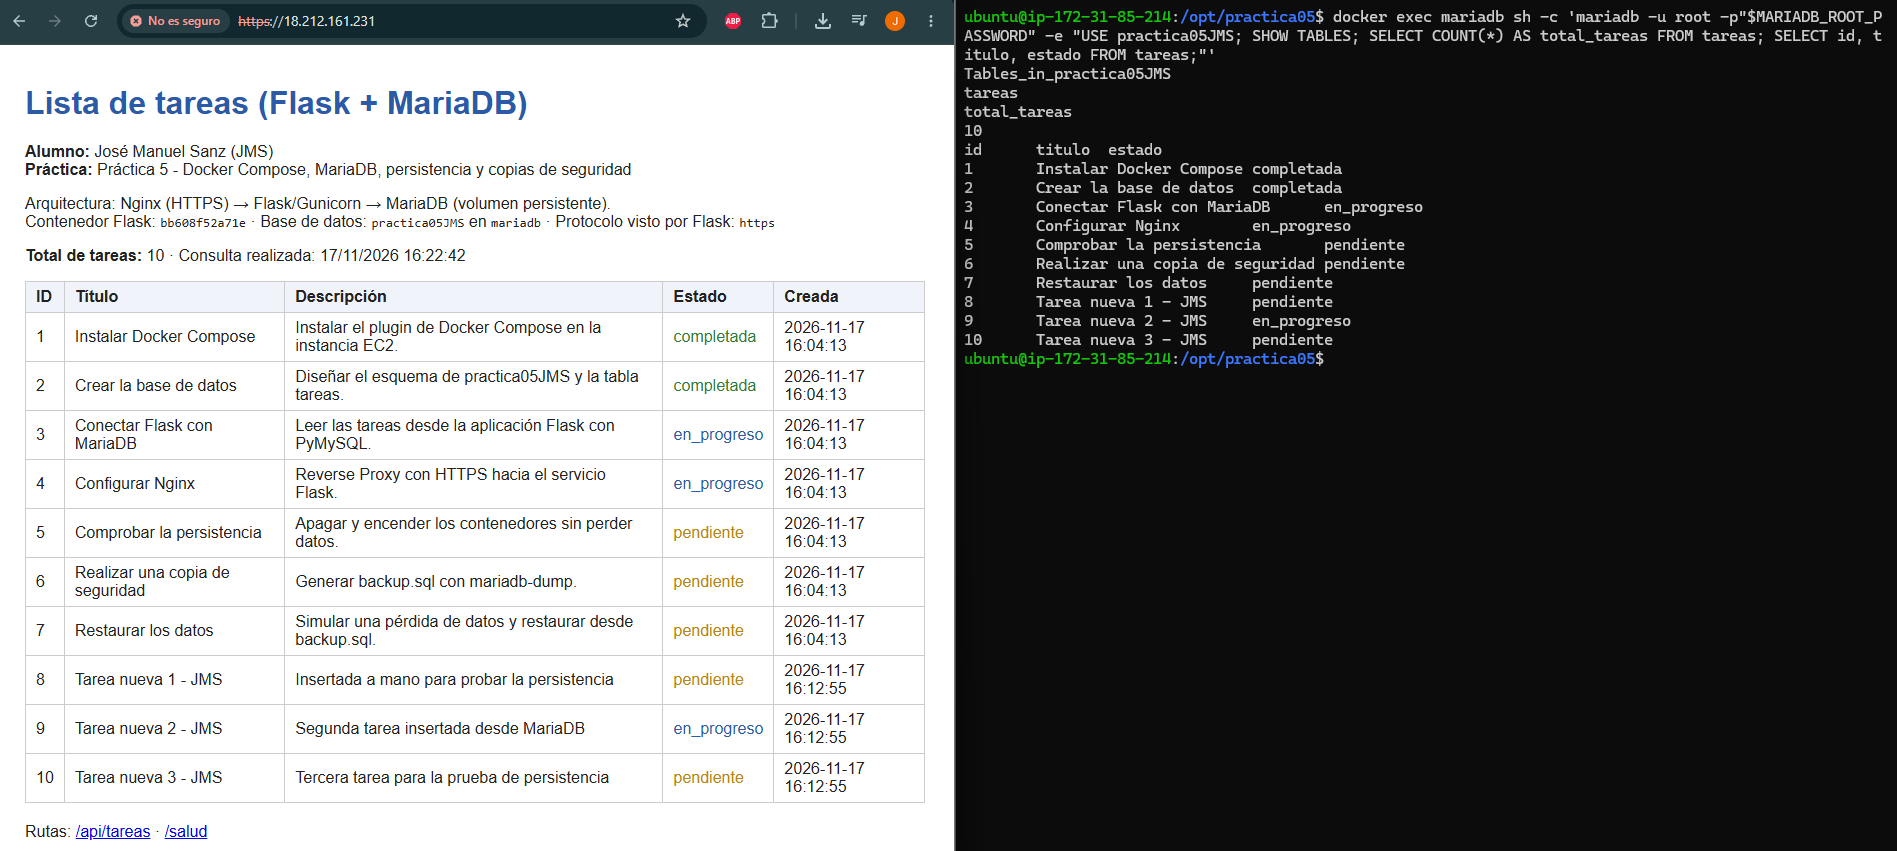 No es seguro https://18.212.161.231 ABP J
Lista de tareas (Flask + MariaDB)
Alumno: José Manuel Sanz (JMS)
Práctica: Práctica 5 - Docker Compose, MariaDB, persistencia y copias de seguridad
Arquitectura: Nginx (HTTPS) → Flask/Gunicorn → MariaDB (volumen persistente).
Contenedor Flask: bb608f52a71e · Base de datos: practica05JMS en mariadb · Protocolo visto por Flask: https
Total de tareas: 10 · Consulta realizada: 17/11/2026 16:22:42
ID Título Descripción Estado Creada
1 Instalar Docker Compose Instalar el plugin de Docker Compose en la instancia EC2. completada 2026-11-17 16:04:13
2 Crear la base de datos Diseñar el esquema de practica05JMS y la tabla tareas. completada 2026-11-17 16:04:13
3 Conectar Flask con MariaDB Leer las tareas desde la aplicación Flask con PyMySQL. en_progreso 2026-11-17 16:04:13
4 Configurar Nginx Reverse Proxy con HTTPS hacia el servicio Flask. en_progreso 2026-11-17 16:04:13
5 Comprobar la persistencia Apagar y encender los contenedores sin perder datos. pendiente 2026-11-17 16:04:13
6 Realizar una copia de seguridad Generar backup.sql con mariadb-dump. pendiente 2026-11-17 16:04:13
7 Restaurar los datos Simular una pérdida de datos y restaurar desde backup.sql. pendiente 2026-11-17 16:04:13
8 Tarea nueva 1 - JMS Insertada a mano para probar la persistencia pendiente 2026-11-17 16:12:55
9 Tarea nueva 2 - JMS Segunda tarea insertada desde MariaDB en_progreso 2026-11-17 16:12:55
10 Tarea nueva 3 - JMS Tercera tarea para la prueba de persistencia pendiente 2026-11-17 16:12:55
Rutas: /api/tareas · /salud
ubuntu@ip-172-31-85-214:/opt/practica05$ docker exec mariadb sh -c 'mariadb -u root -p"$MARIADB_ROOT_P
ASSWORD" -e "USE practica05JMS; SHOW TABLES; SELECT COUNT(*) AS total_tareas FROM tareas; SELECT id, t
itulo, estado FROM tareas;"'
Tables_in_practica05JMS
tareas
total_tareas
10
id titulo estado
1 Instalar Docker Compose completada
2 Crear la base de datos completada
3 Conectar Flask con MariaDB en_progreso
4 Configurar Nginx en_progreso
5 Comprobar la persistencia pendiente
6 Realizar una copia de seguridad pendiente
7 Restaurar los datos pendiente
8 Tarea nueva 1 - JMS pendiente
9 Tarea nueva 2 - JMS en_progreso
10 Tarea nueva 3 - JMS pendiente
ubuntu@ip-172-31-85-214:/opt/practica05$